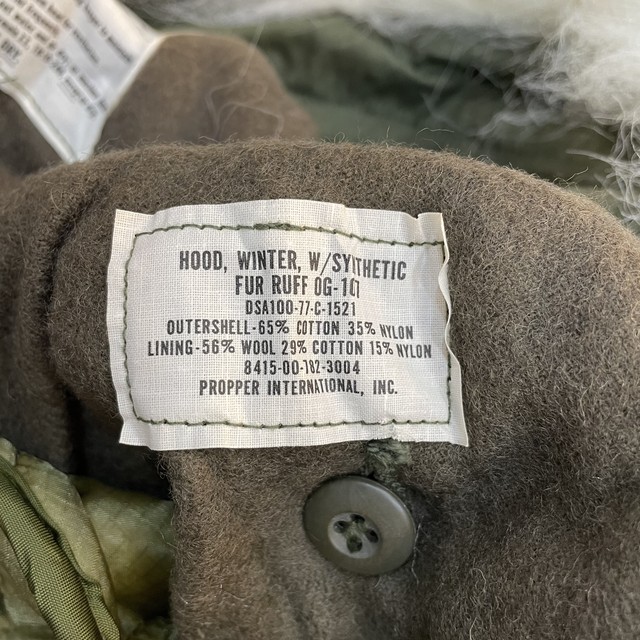 HOOD, WINTER, W/SYNTHETIC
FUR RUFF OG-107
DSA100-77-C-1521
OUTERSHELL-65% COTTON 35% NYLON
LINING-56% WOOL 29% COTTON 15% NYLON
8415-00-782-3004
PROPPER INTERNATIONAL, INC.